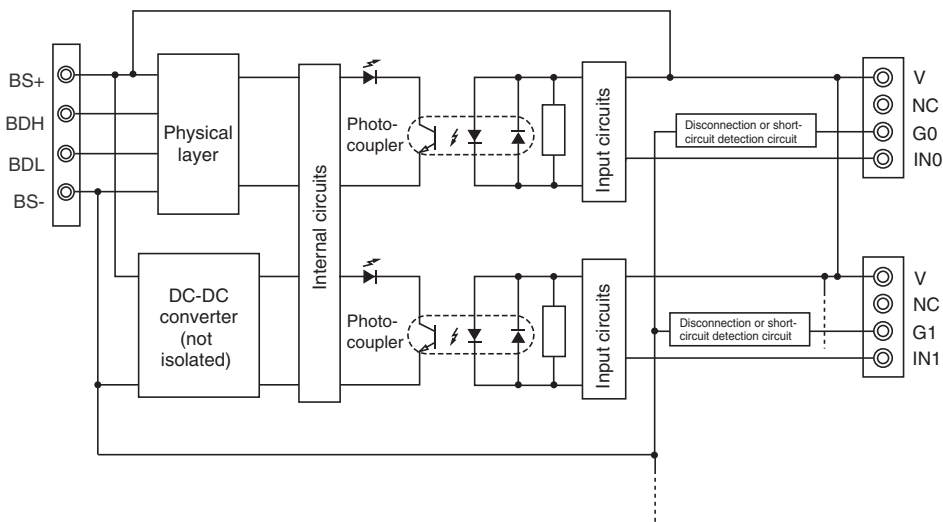 BS+
BDH
BDL
BS-
Physical
layer
DC-DC
converter
(not
isolated)
Internal circuits
Photo-
coupler
Input circuits
Disconnection or short-
circuit detection circuit
V
NC
G0
IN0
Photo-
coupler
Input circuits
Disconnection or short-
circuit detection circuit
V
NC
G1
IN1